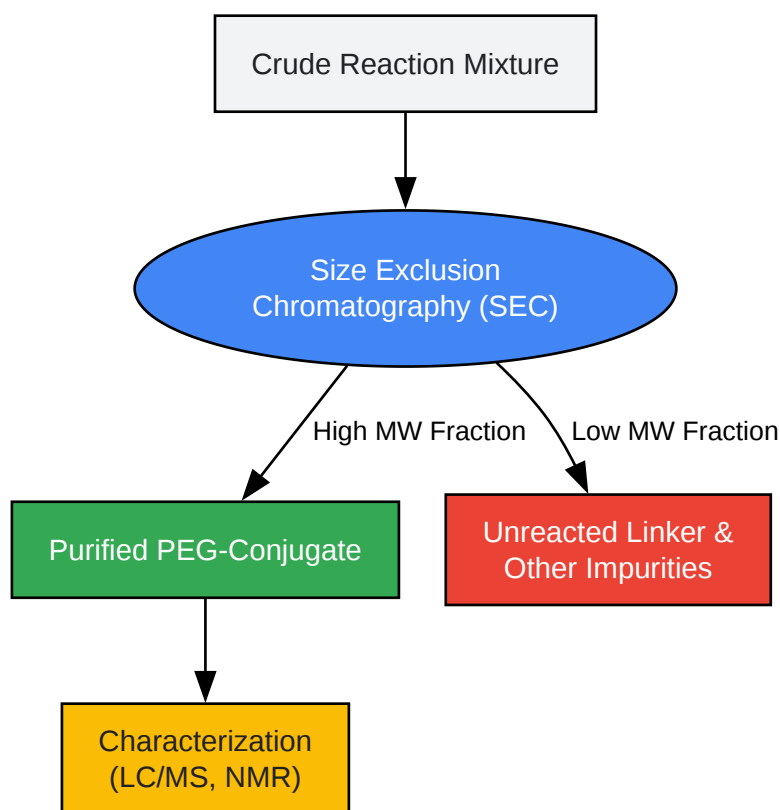 Crude Reaction Mixture
Size Exclusion
Chromatography (SEC)
High MW Fraction
Low MW Fraction
Purified PEG-Conjugate
Unreacted Linker &
Other Impurities
Characterization
(LC/MS, NMR)